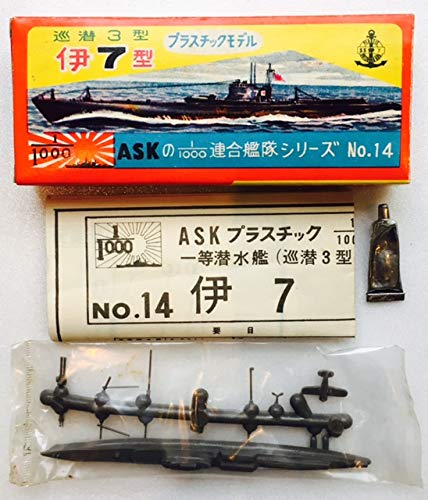 巡潜3型
伊7型
プラスチックモデル
1/1000
ASKの1/1000連合艦隊シリーズ No.14
1/1000
ASKプラスチック
一等潜水艦(巡潜3型
NO.14 伊 7
要目